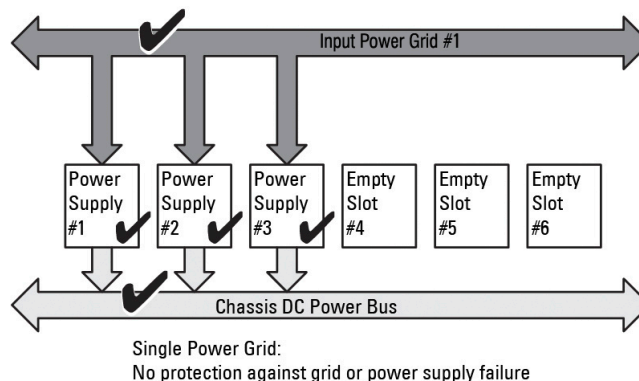 Input Power Grid #1
Power
Supply
#1
Power
Supply
#2
Power
Supply
#3
Empty
Slot
#4
Empty
Slot
#5
Empty
Slot
#6
Chassis DC Power Bus
Single Power Grid:
No protection against grid or power supply failure